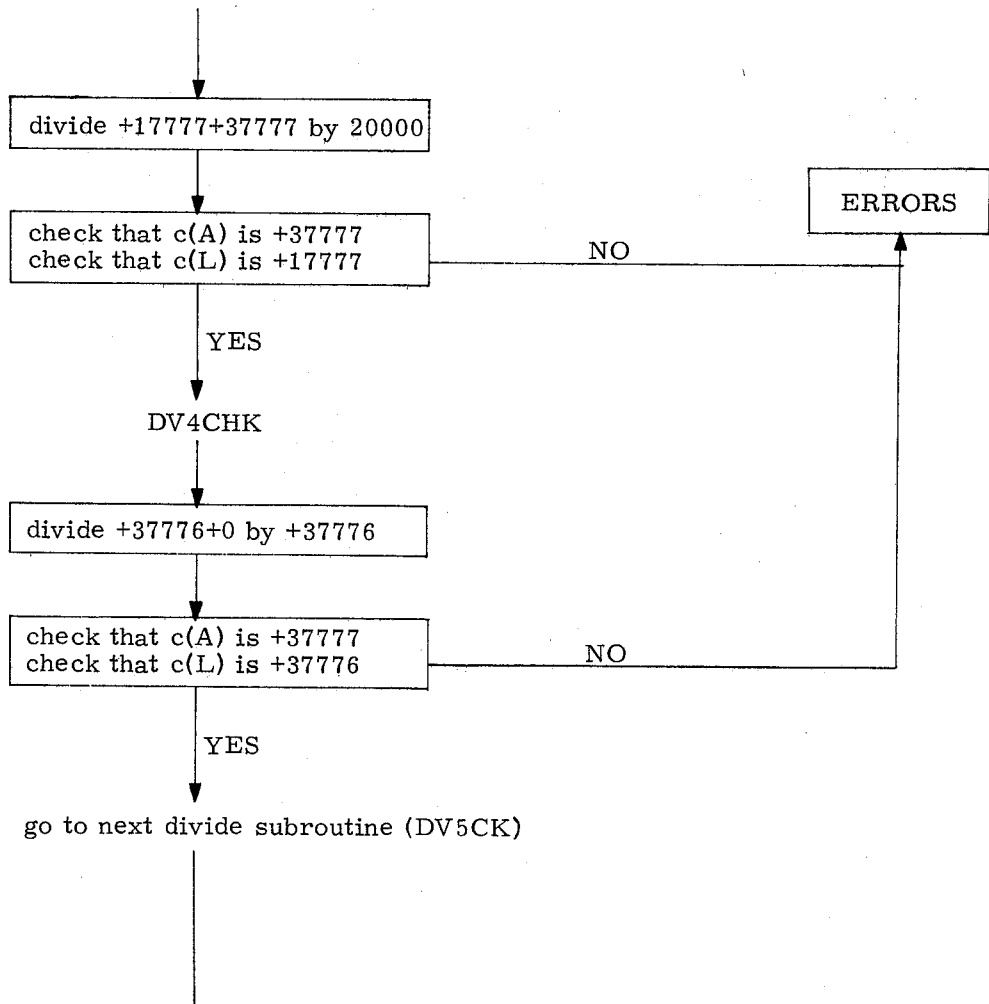 divide +17777+37777 by 20000
ERRORS
check that c(A) is +37777
check that c(L) is +17777
NO
YES
DV4CHK
divide +37776+0 by +37776
check that c(A) is +37777
check that c(L) is +37776
NO
YES
go to next divide subroutine (DV5CK)